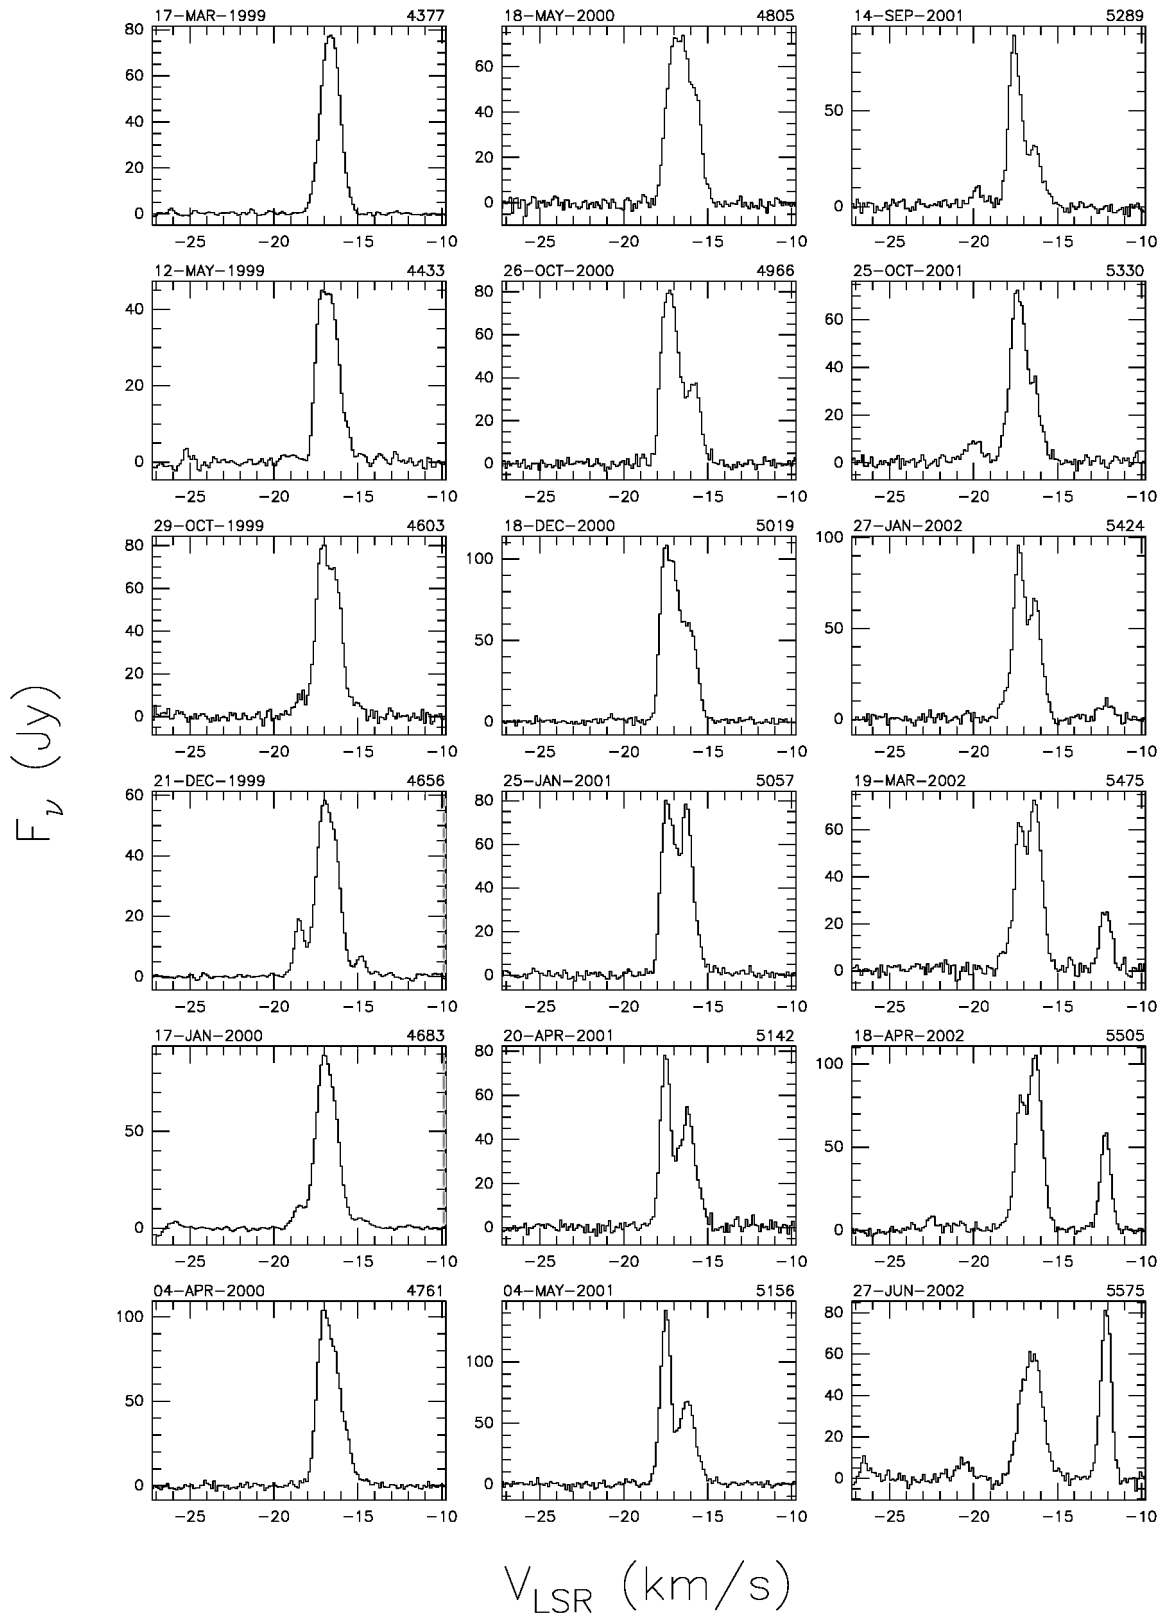 17-MAR-1999 4377
80
60
40
20
0
-25 -20 -15 -10
12-MAY-1999 4433
40
20
0
-25 -20 -15 -10
29-OCT-1999 4603
80
60
40
20
0
-25 -20 -15 -10
21-DEC-1999 4656
60
40
20
0
-25 -20 -15 -10
17-JAN-2000 4683
50
0
-25 -20 -15 -10
04-APR-2000 4761
100
50
0
-25 -20 -15 -10
18-MAY-2000 4805
60
40
20
0
-25 -20 -15 -10
26-OCT-2000 4966
80
60
40
20
0
-25 -20 -15 -10
18-DEC-2000 5019
100
50
0
-25 -20 -15 -10
25-JAN-2001 5057
80
60
40
20
0
-25 -20 -15 -10
20-APR-2001 5142
80
60
40
20
0
-25 -20 -15 -10
04-MAY-2001 5156
100
50
0
-25 -20 -15 -10
14-SEP-2001 5289
50
0
-25 -20 -15 -10
25-OCT-2001 5330
60
40
20
0
-25 -20 -15 -10
27-JAN-2002 5424
100
50
0
-25 -20 -15 -10
19-MAR-2002 5475
60
40
20
0
-25 -20 -15 -10
18-APR-2002 5505
100
50
0
-25 -20 -15 -10
27-JUN-2002 5575
80
60
40
20
0
-25 -20 -15 -10
Fν (Jy)
VLSR (km/s)